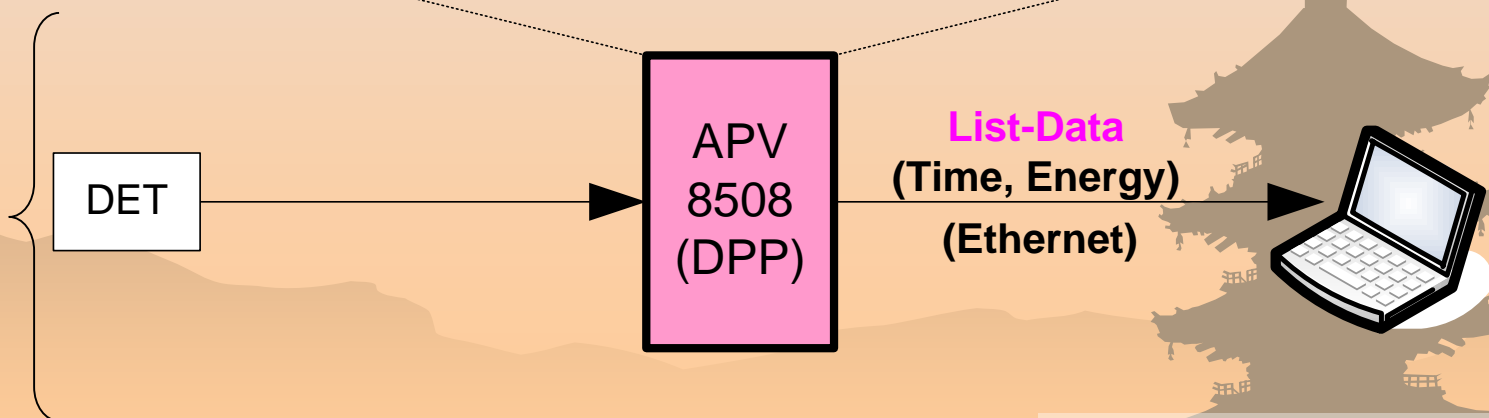 DET
APV
8508
(DPP)
List-Data
(Time, Energy)
(Ethernet)